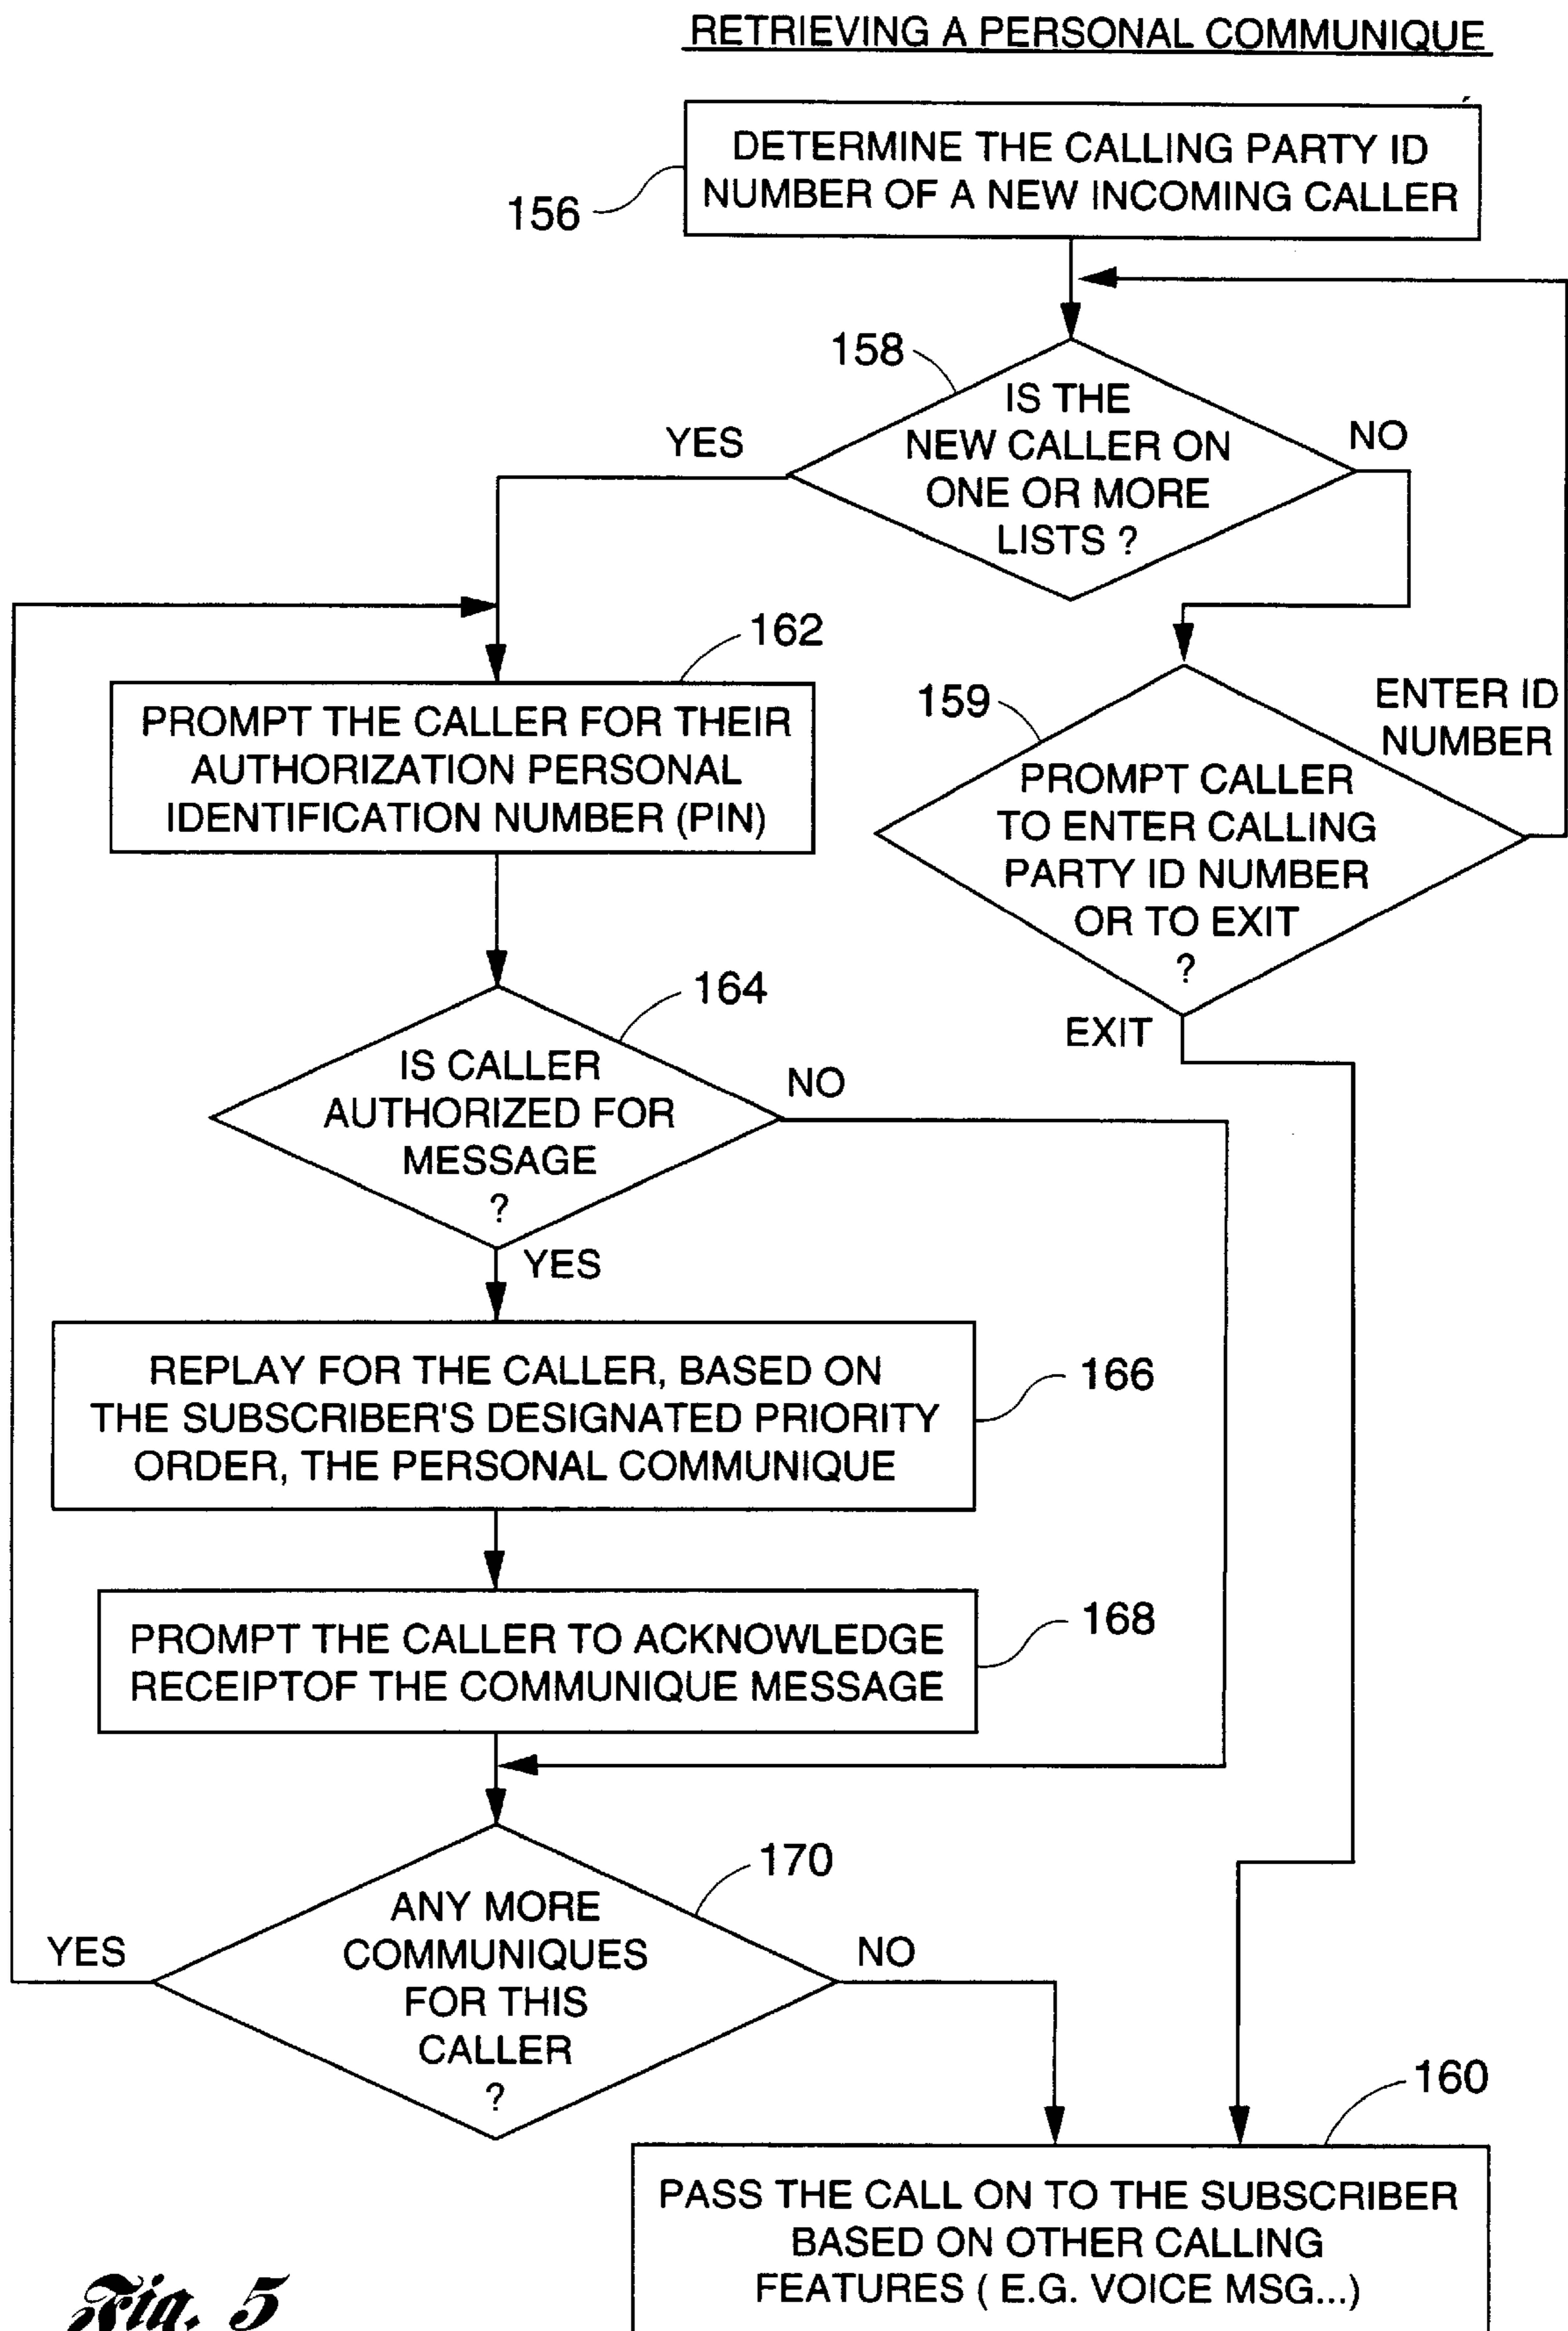 RETRIEVING A PERSONAL COMMUNIQUE
DETERMINE THE CALLING PARTY ID
NUMBER OF A NEW INCOMING CALLER
156
158
IS THE
NEW CALLER ON
ONE OR MORE
LISTS ?
YES
NO
162
PROMPT THE CALLER FOR THEIR
AUTHORIZATION PERSONAL
IDENTIFICATION NUMBER (PIN)
159
ENTER ID
NUMBER
PROMPT CALLER
TO ENTER CALLING
PARTY ID NUMBER
OR TO EXIT
?
EXIT
164
IS CALLER
AUTHORIZED FOR
MESSAGE
?
NO
YES
REPLAY FOR THE CALLER, BASED ON
THE SUBSCRIBER'S DESIGNATED PRIORITY
ORDER, THE PERSONAL COMMUNIQUE
166
PROMPT THE CALLER TO ACKNOWLEDGE
RECEIPTOF THE COMMUNIQUE MESSAGE
168
170
ANY MORE
COMMUNIQUES
FOR THIS
CALLER
?
YES
NO
160
PASS THE CALL ON TO THE SUBSCRIBER
BASED ON OTHER CALLING
FEATURES ( E.G. VOICE MSG...)
Fig. 5